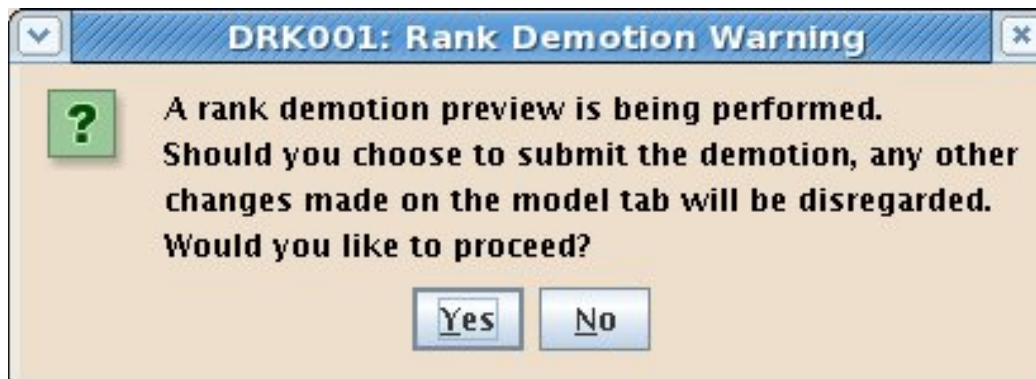 DRK001: Rank Demotion Warning
?
A rank demotion preview is being performed.
Should you choose to submit the demotion, any other
changes made on the model tab will be disregarded.
Would you like to proceed?
Yes No